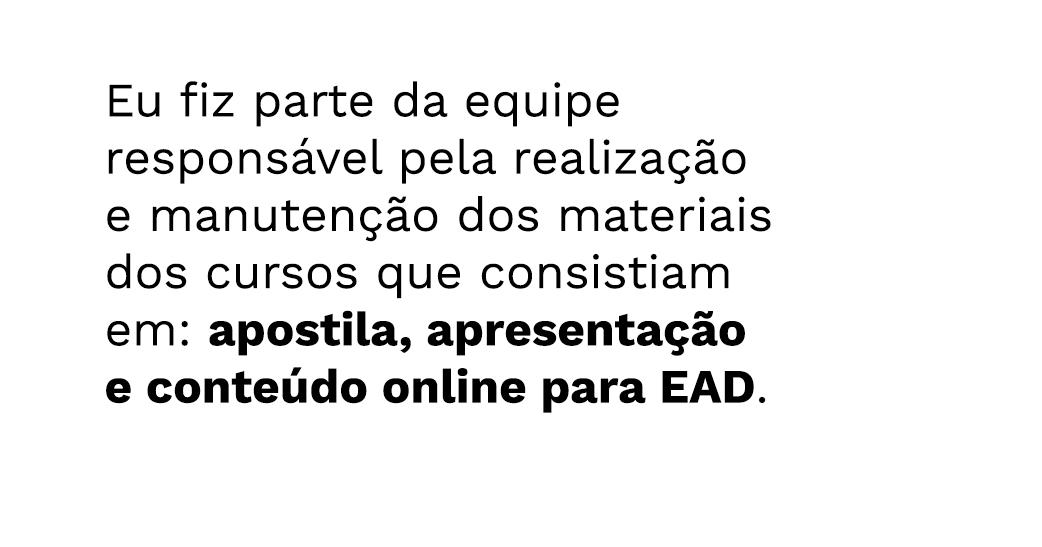 Eu fiz parte da equipe
responsável pela realização
e manutenção dos materiais
dos cursos que consistiam
em: apostila, apresentação
e conteúdo online para EAD.